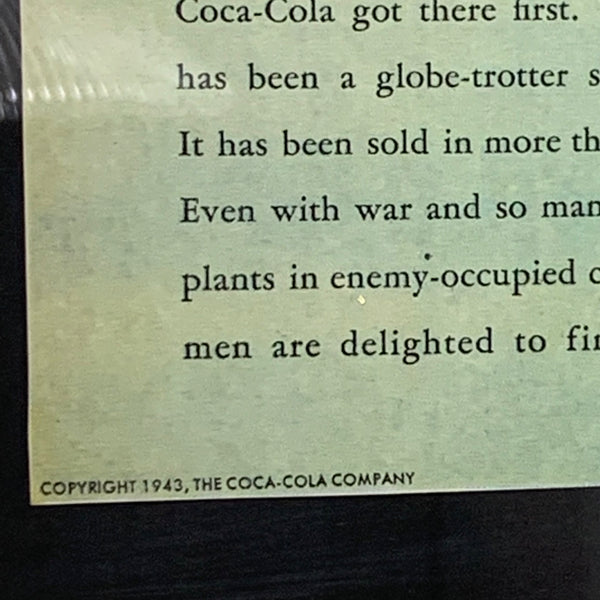 Coca-Cola got there first.
has been a globe-trotter
It has been sold in more
Even with war and so
plants in enemy-occupied
men are delighted to
COPYRIGHT 1943, THE COCA-COLA COMPANY